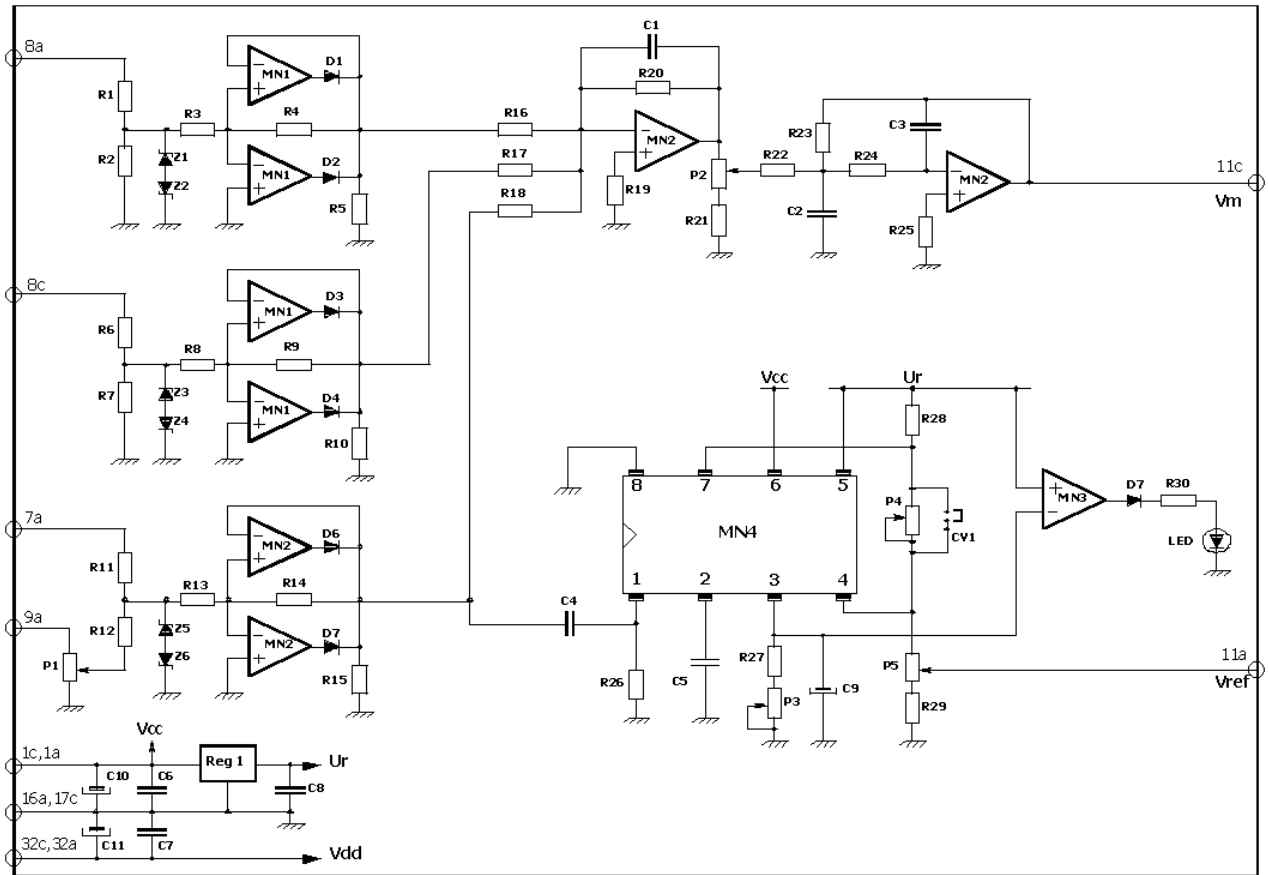 8a
R1
R2
Z1
Z2
R3
MN1
D1
R4
MN1
D2
R5
R16
R17
R18
C1
R20
MN2
R19
P2
R21
R22
R23
C2
R24
C3
MN2
R25
11c
Vm
8c
R6
R7
Z3
Z4
R8
MN1
D3
R9
MN1
D4
R10
Vcc
Ur
R28
8 7 6 5
MN4
1 2 3 4
P4
CV1
MN3
D7
R30
LED
7a
R11
9a
R12
P1
Z5
Z6
R13
MN2
D6
R14
MN2
D7
R15
C4
R26
C5
R27
P3
C9
P5
R29
11a
Vref
Vcc
1c,1a
C10
C6
Reg 1
C8
Ur
16a,17c
C11
C7
32c,32a
Vdd